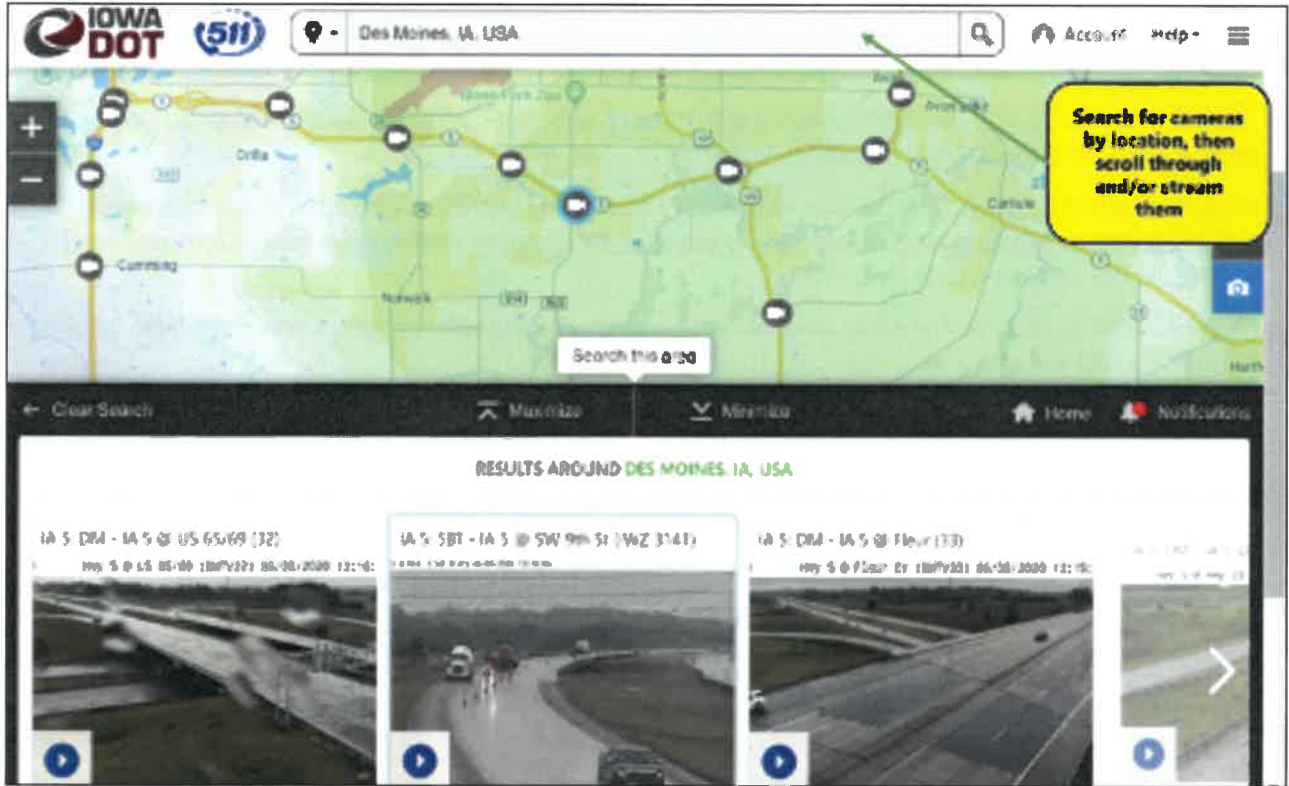 IOWA
DOT
511
Des Moines, IA, USA
Account
Help
+
−
Orilla
Cumming
Norwalk
Avon Lake
Carlisle
Search for cameras
by location, then
scroll through
and/or stream
them
Search this area
Clear Search
Maximize
Minimize
Home
Notifications
RESULTS AROUND DES MOINES, IA, USA
IA 5: DM - IA 5 @ US 65/69 (32)
IA 5: SBT - IA 5 @ SW 9th St (-WZ 3141)
IA 5: DM - IA 5 @ Fleur (33)